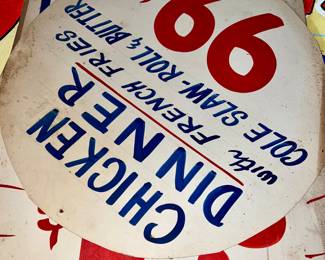 CHICKEN
DINNER
with FRENCH FRIES
COLE SLAW-ROLL & BUTTER
99¢